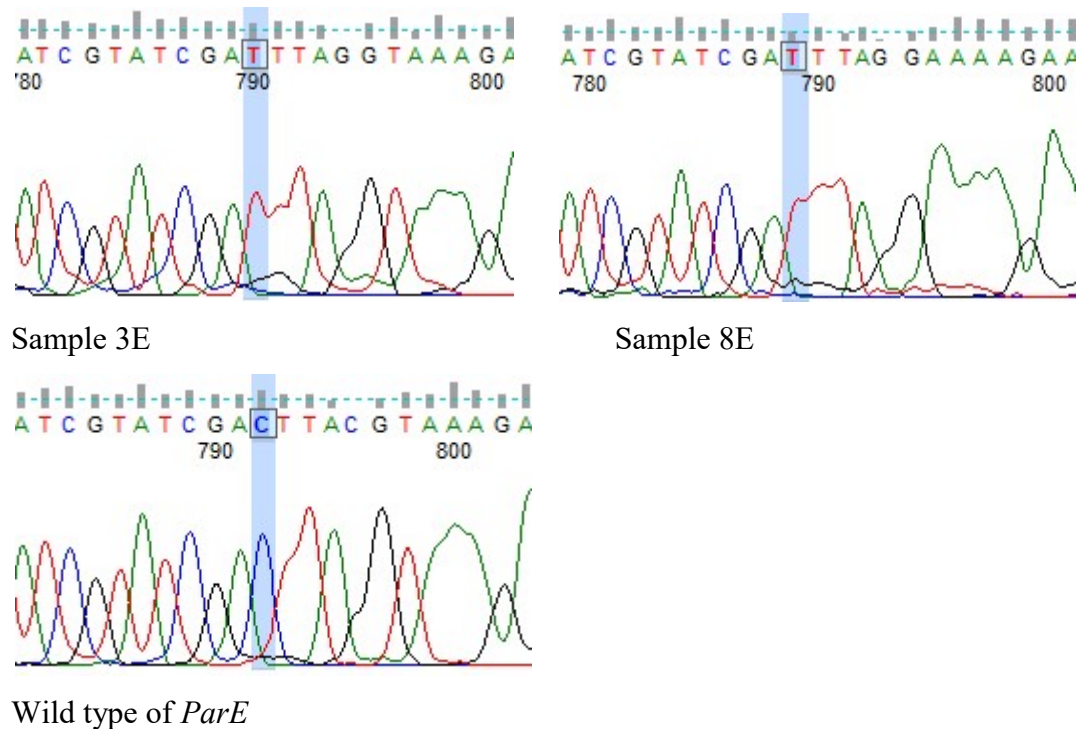 ATCGTATCGATTTAGGTAAAGA
'80 790 800
ATCGTATCGATTTAG GAAAAGAA
780 790 800
Sample 3E
Sample 8E
ATCGTATCGACTTACGTAAAGA
790 800
Wild type of ParE